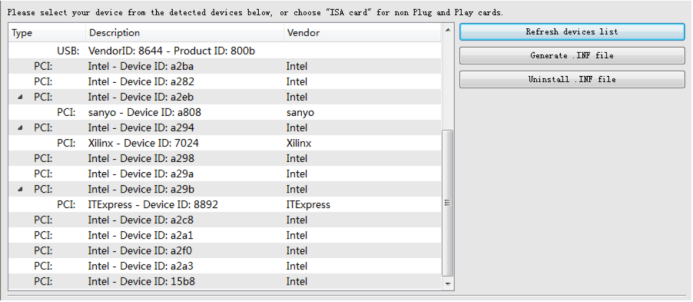 Please select your device from the detected devices below, or choose "ISA card" for non Plug and Play cards.
Type Description Vendor
USB: VendorID: 8644 - Product ID: 800b
PCI: Intel - Device ID: a2ba Intel
PCI: Intel - Device ID: a282 Intel
PCI: Intel - Device ID: a2eb Intel
PCI: sanyo - Device ID: a808 sanyo
PCI: Intel - Device ID: a294 Intel
PCI: Xilinx - Device ID: 7024 Xilinx
PCI: Intel - Device ID: a298 Intel
PCI: Intel - Device ID: a29a Intel
PCI: Intel - Device ID: a29b Intel
PCI: ITExpress - Device ID: 8892 ITExpress
PCI: Intel - Device ID: a2c8 Intel
PCI: Intel - Device ID: a2a1 Intel
PCI: Intel - Device ID: a2f0 Intel
PCI: Intel - Device ID: a2a3 Intel
PCI: Intel - Device ID: 15b8 Intel
Refresh devices list
Generate .INF file
Uninstall .INF file